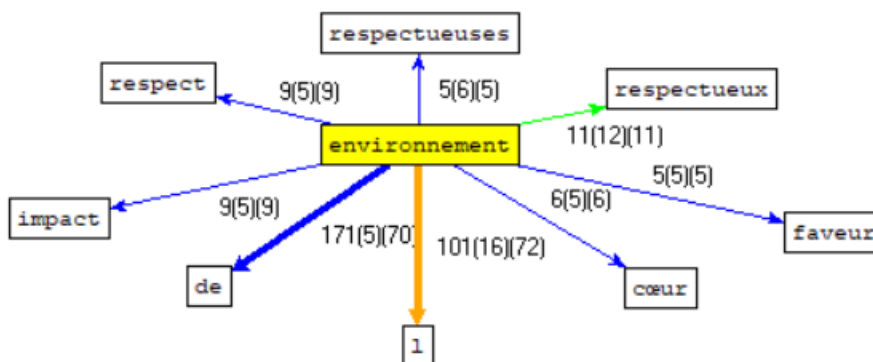 respectueuses
respect
9(5)(9)
5(6)(5)
respectueux
11(12)(11)
environnement
5(5)(5)
6(5)(6)
impact
9(5)(9)
171(5)(70)
101(16)(72)
faveur
de
cœur
l